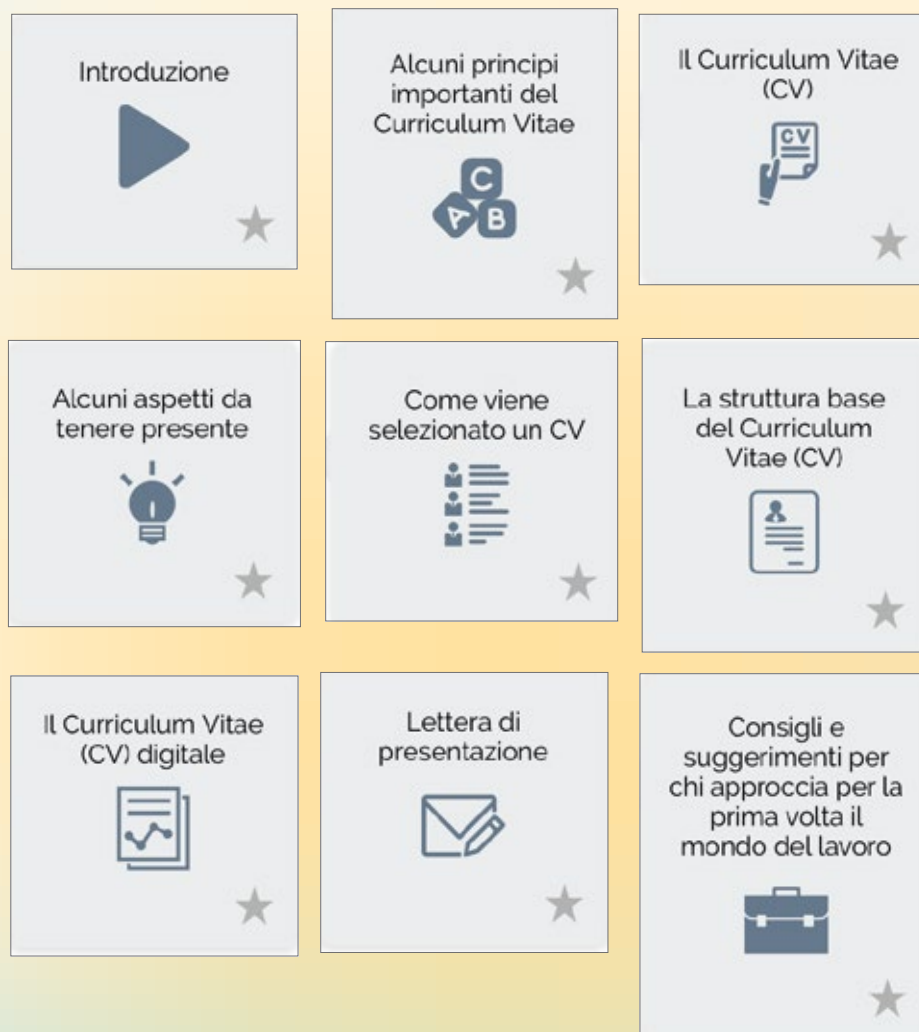 Introduzione
Alcuni principi
importanti del
Curriculum Vitae
C
A
B
Il Curriculum Vitae
(CV)
CV
Alcuni aspetti da
tenere presente
Come viene
selezionato un CV
La struttura base
del Curriculum
Vitae (CV)
Il Curriculum Vitae
(CV) digitale
Lettera di
presentazione
Consigli e
suggerimenti per
chi approccia per la
prima volta il
mondo del lavoro